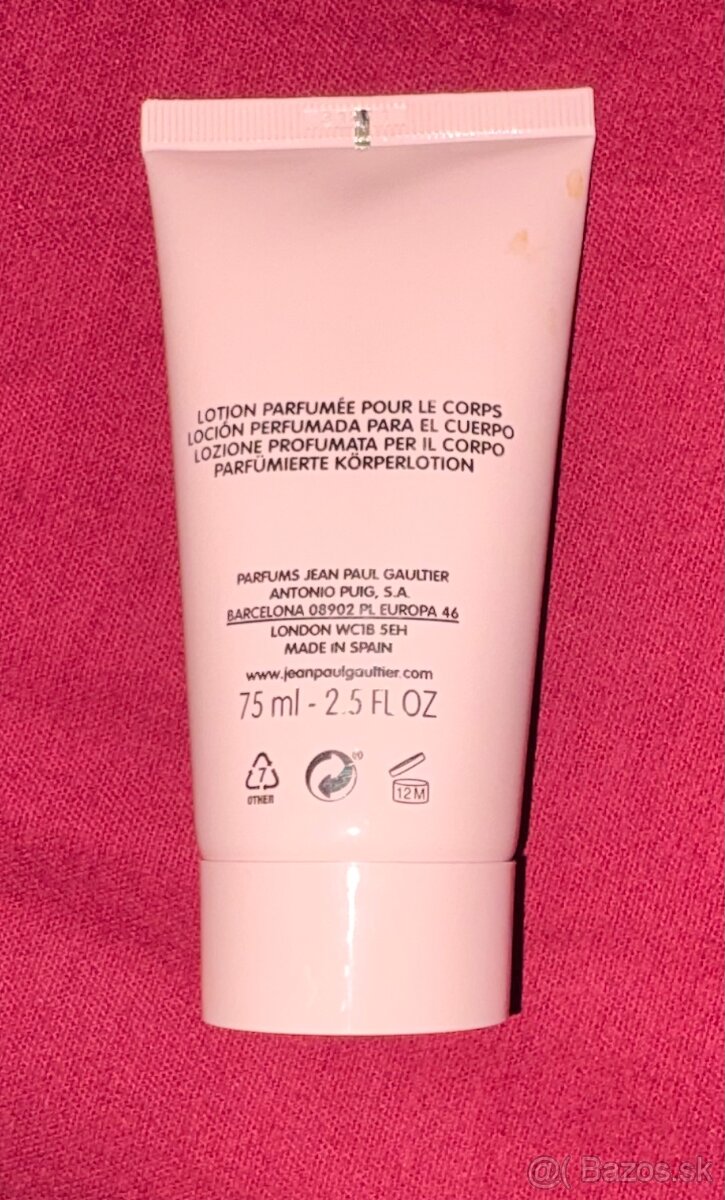 LOTION PARFUMÉE POUR LE CORPS
LOCIÓN PERFUMADA PARA EL CUERPO
LOZIONE PROFUMATA PER IL CORPO
PARFÜMIERTE KÖRPERLOTION
PARFUMS JEAN PAUL GAULTIER
ANTONIO PUIG, S.A.
BARCELONA 08902 PL EUROPA 46
LONDON WC1B 5EH
MADE IN SPAIN
www.jeanpaulgaultier.com
75 ml - 2.5 FL OZ
7
OTHER
12M
@( Bazos.sk